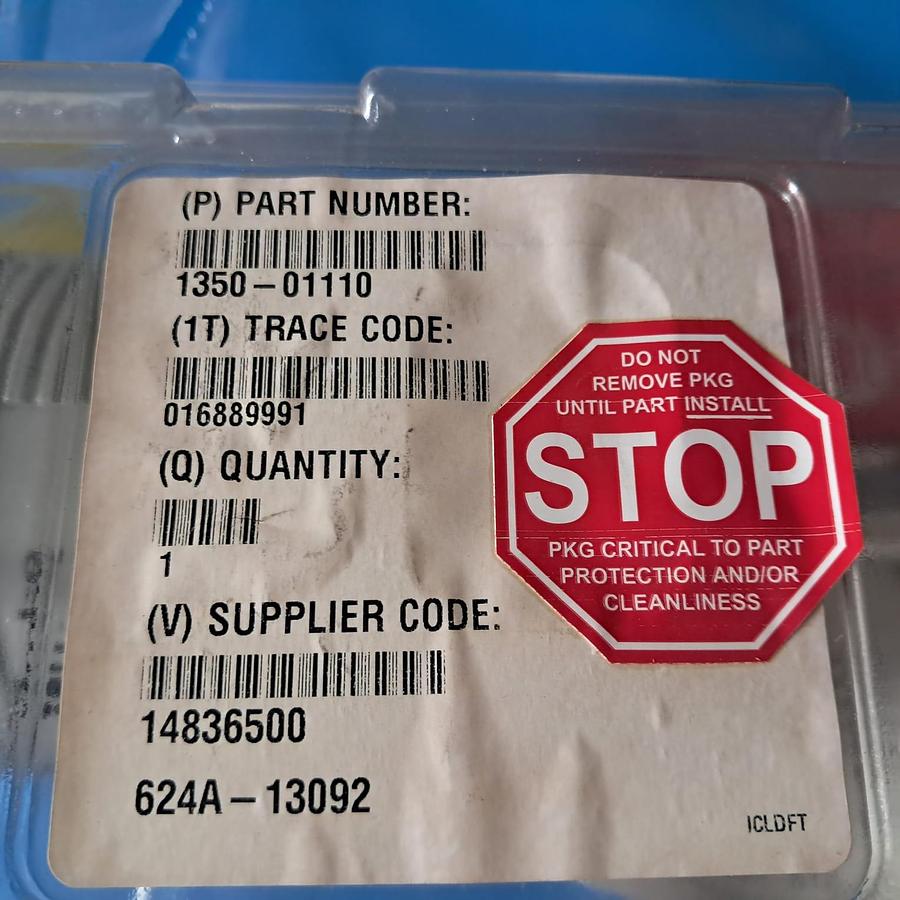 (P) PART NUMBER:
1350-01110
(1T) TRACE CODE:
016889991
(Q) QUANTITY:
1
(V) SUPPLIER CODE:
14836500
624A-13092
ICLDFT
DO NOT
REMOVE PKG
UNTIL PART INSTALL
STOP
PKG CRITICAL TO PART
PROTECTION AND/OR
CLEANLINESS